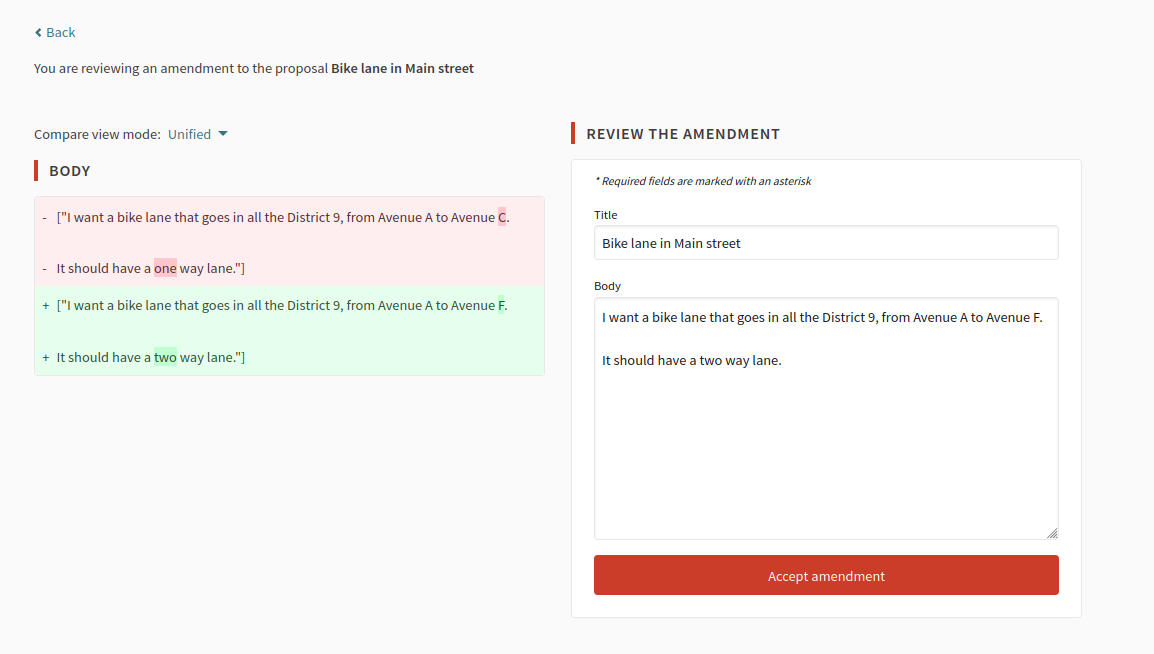 Back
You are reviewing an amendment to the proposal Bike lane in Main street
Compare view mode: Unified
BODY
- ["I want a bike lane that goes in all the District 9, from Avenue A to Avenue C.
- It should have a one way lane."]
+ ["I want a bike lane that goes in all the District 9, from Avenue A to Avenue F.
+ It should have a two way lane."]
REVIEW THE AMENDMENT
* Required fields are marked with an asterisk
Title
Bike lane in Main street
Body
I want a bike lane that goes in all the District 9, from Avenue A to Avenue F.
It should have a two way lane.
Accept amendment